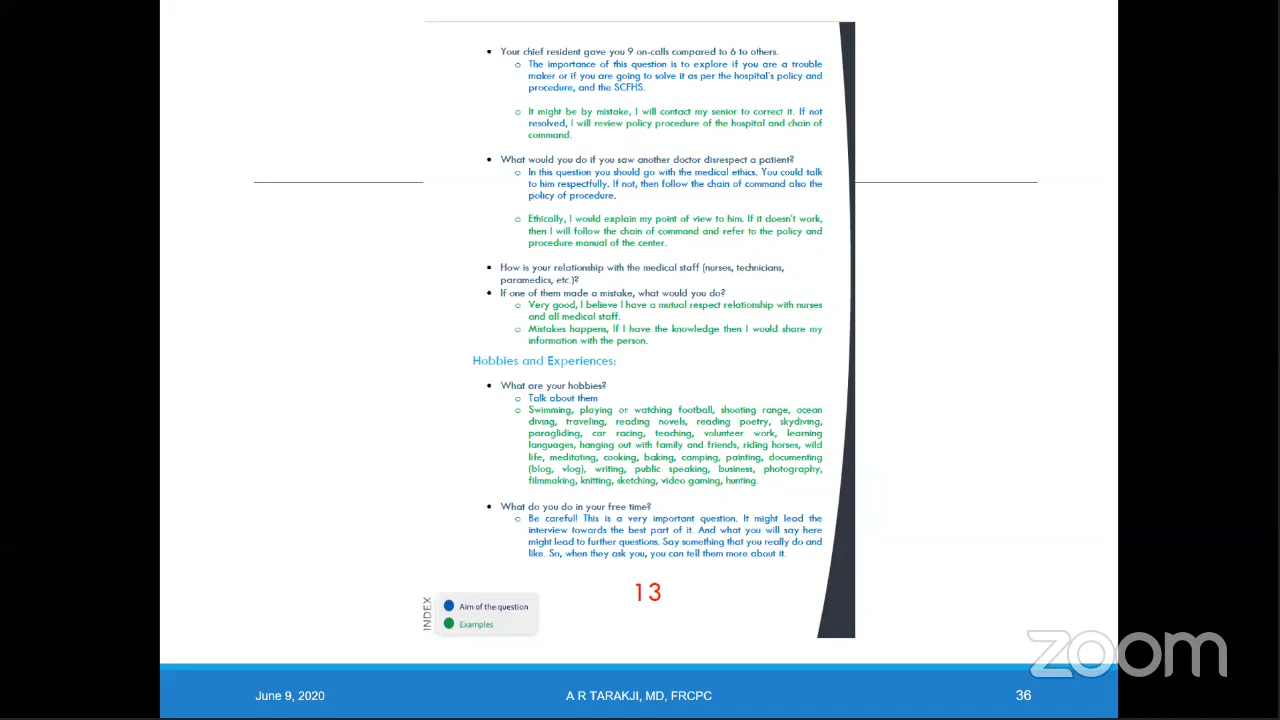 • Your chief resident gave you 9 on-calls compared to 6 to others.
o The importance of this question is to explore if you are a trouble
maker or if you are going to solve it as per the hospital's policy and
procedure, and the SCFHS.
o It might be by mistake, I will contact my senior to correct it. If not
resolved, I will review policy procedure of the hospital and chain of
command.
• What would you do if you saw another doctor disrespect a patient?
o In this question you should go with the medical ethics. You could talk
to him respectfully. If not, then follow the chain of command also the
policy of procedure.
o Ethically, I would explain my point of view to him. If it doesn't work,
then I will follow the chain of command and refer to the policy and
procedure manual of the center.
• How is your relationship with the medical staff (nurses, technicians,
paramedics, etc.)?
• If one of them made a mistake, what would you do?
o Very good, I believe I have a mutual respect relationship with nurses
and all medical staff.
o Mistakes happens, If I have the knowledge then I would share my
information with the person.
Hobbies and Experiences:
• What are your hobbies?
o Talk about them
o Swimming, playing or watching football, shooting range, ocean
diving, traveling, reading novels, reading poetry, skydiving,
paragliding, car racing, teaching, volunteer work, learning
languages, hanging out with family and friends, riding horses, wild
life, meditating, cooking, baking, camping, painting, documenting
(blog, vlog), writing, public speaking, business, photography,
filmmaking, knitting, sketching, video gaming, hunting.
• What do you do in your free time?
o Be careful! This is a very important question. It might lead the
interview towards the best part of it. And what you will say here
might lead to further questions. Say something that you really do and
like. So, when they ask you, you can tell them more about it.
13
INDEX
Aim of the question
Examples
zoom
June 9, 2020
A R TARAKJI, MD, FRCPC
36